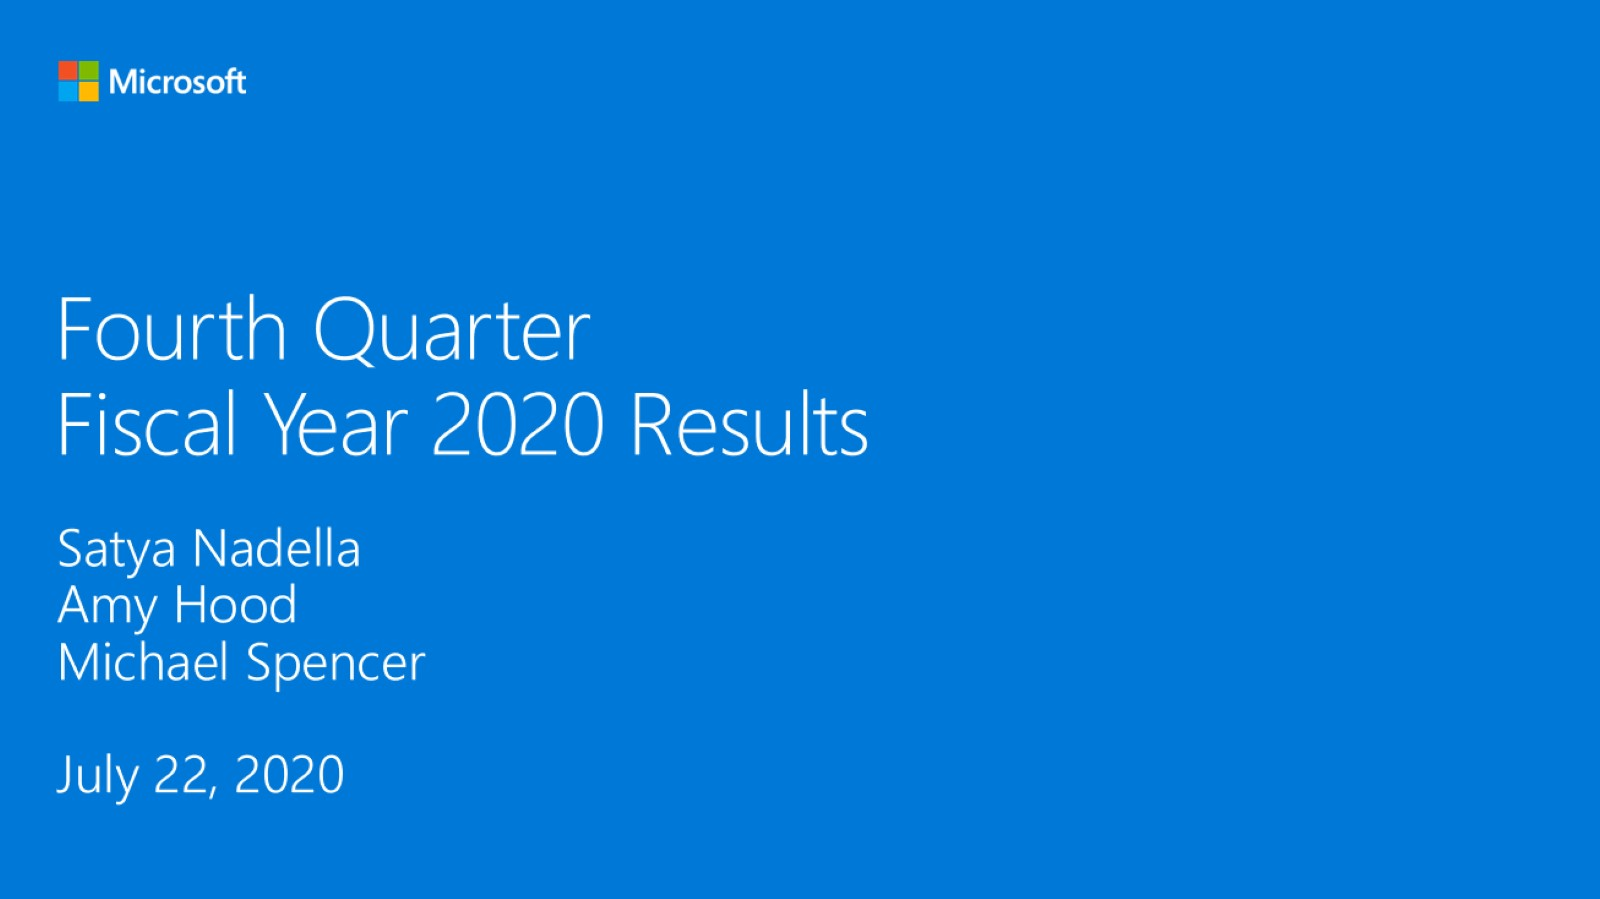 Microsoft
Fourth Quarter
Fiscal Year 2020 Results
Satya Nadella
Amy Hood
Michael Spencer
July 22, 2020